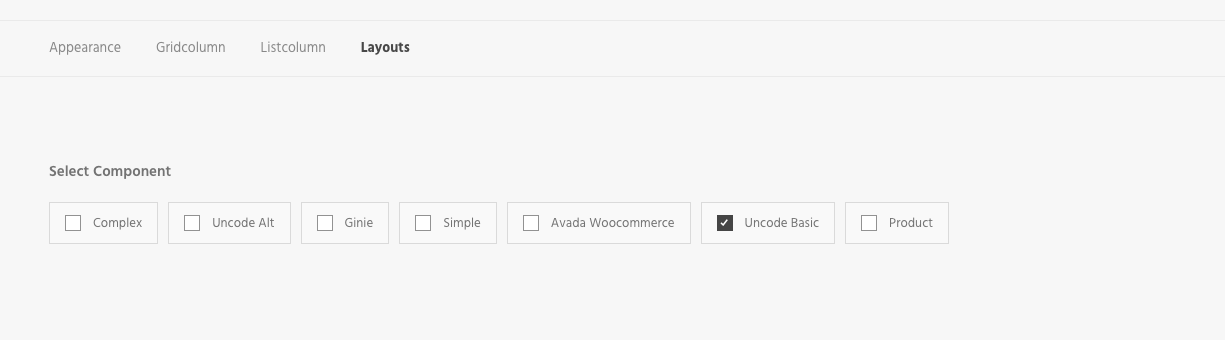 Appearance Gridcolumn Listcolumn Layouts
Select Component
Complex Uncode Alt Ginie Simple Avada Woocommerce Uncode Basic Product